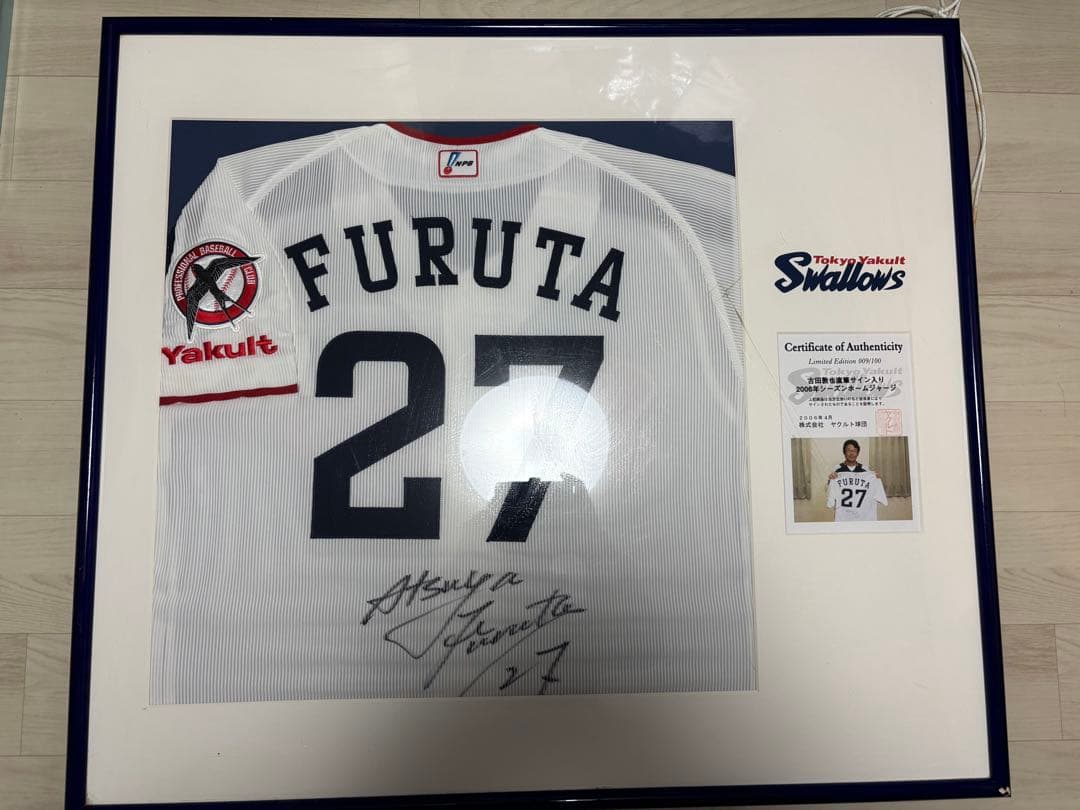 NPB
FURUTA
27
PROFESSIONAL BASEBALL CLUB
Yakult
Atsuya
Furuta
27
Tokyo Yakult
Swallows
Certificate of Authenticity
Limited Edition 009/100
Tokyo Yakult
Swallows
古田敦也直筆サイン入り
2006年シーズンホームジャージ
2006年4月
株式会社 ヤクルト球団
FURUTA
27